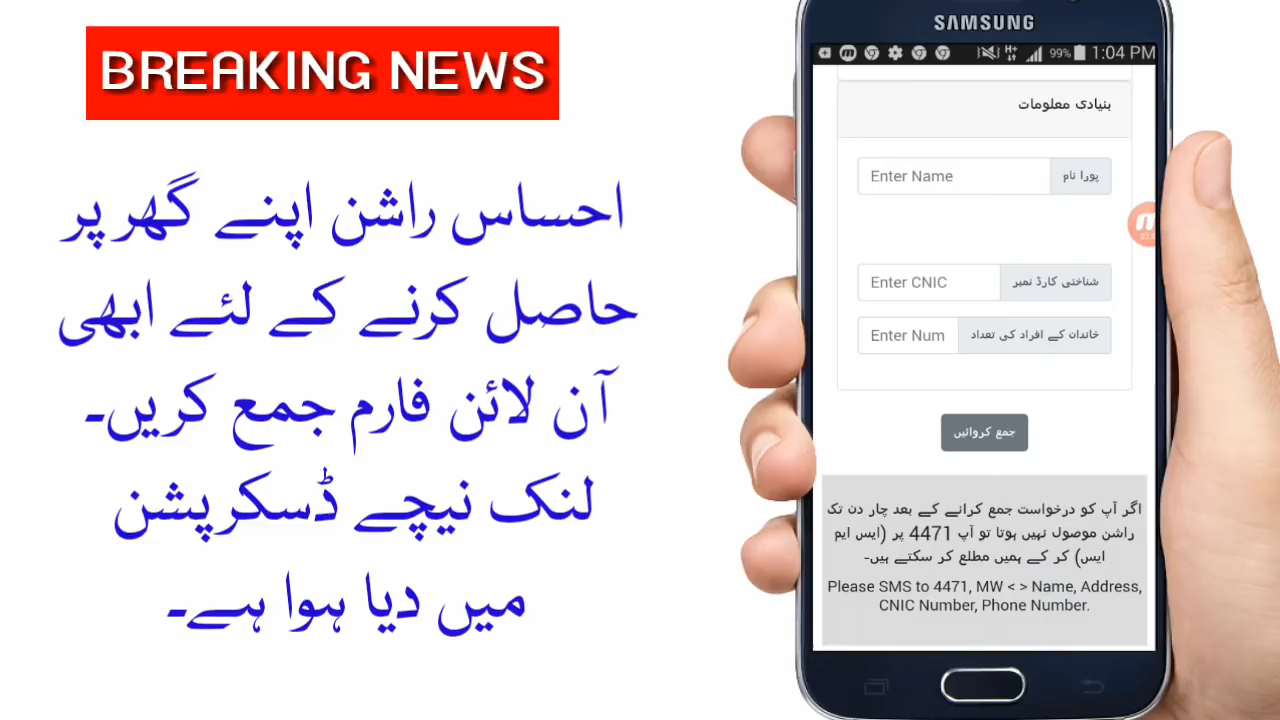 BREAKING NEWS
احساس راشن اپنے گھر پر
حاصل کرنے کے لئے ابھی
آن لائن فارم جمع کریں۔
لنک نیچے ڈسکرپشن
میں دیا ہوا ہے۔
SAMSUNG
99% 1:04 PM
بنیادی معلومات
پورا نام Enter Name
شناختی کارڈ نمبر Enter CNIC
خاندان کے افراد کی تعداد Enter Num
جمع کروائیں
اگر آپ کو درخواست جمع کرانے کے بعد چار دن تک
راشن موصول نہیں ہوتا تو آپ 4471 پر (ایس ایم
ایس) کر کے ہمیں مطلع کر سکتے ہیں۔
Please SMS to 4471, MW < > Name, Address,
CNIC Number, Phone Number.